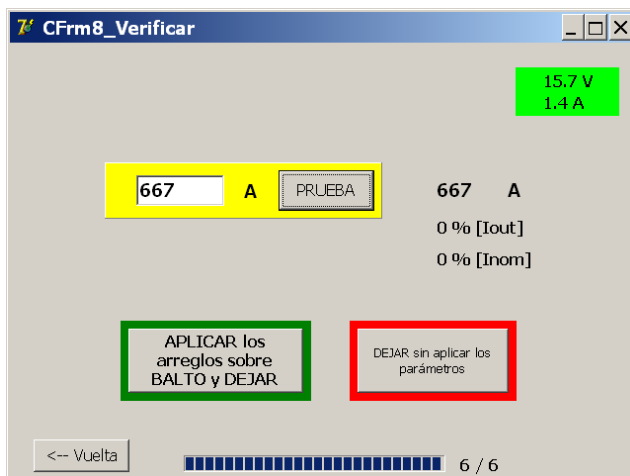 CFrm8_Verificar
15.7 V
1.4 A
667 A PRUEBA 667 A
0 % [Iout]
0 % [Inom]
APLICAR los
arreglos sobre
BALTO y DEJAR
DEJAR sin aplicar los
parámetros
<-- Vuelta
6 / 6